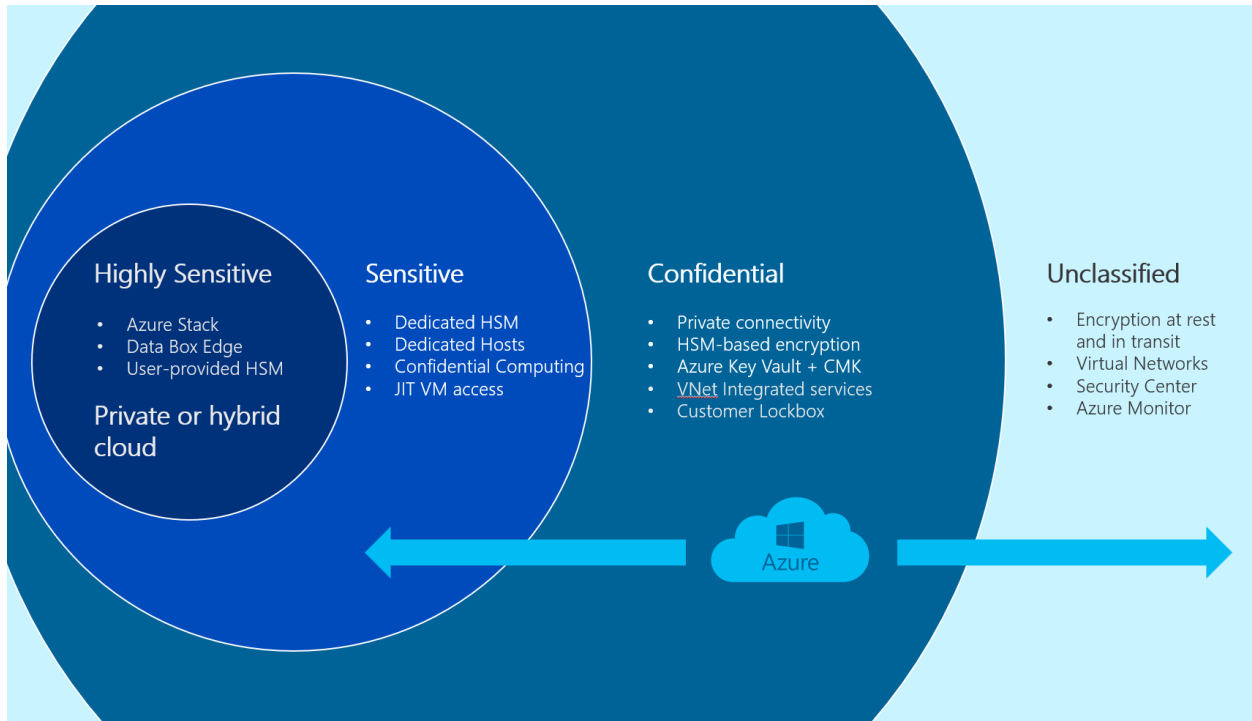 Highly Sensitive
• Azure Stack
• Data Box Edge
• User-provided HSM
Private or hybrid
cloud
Sensitive
• Dedicated HSM
• Dedicated Hosts
• Confidential Computing
• JIT VM access
Confidential
• Private connectivity
• HSM-based encryption
• Azure Key Vault + CMK
• VNet Integrated services
• Customer Lockbox
Unclassified
• Encryption at rest
and in transit
• Virtual Networks
• Security Center
• Azure Monitor
Azure